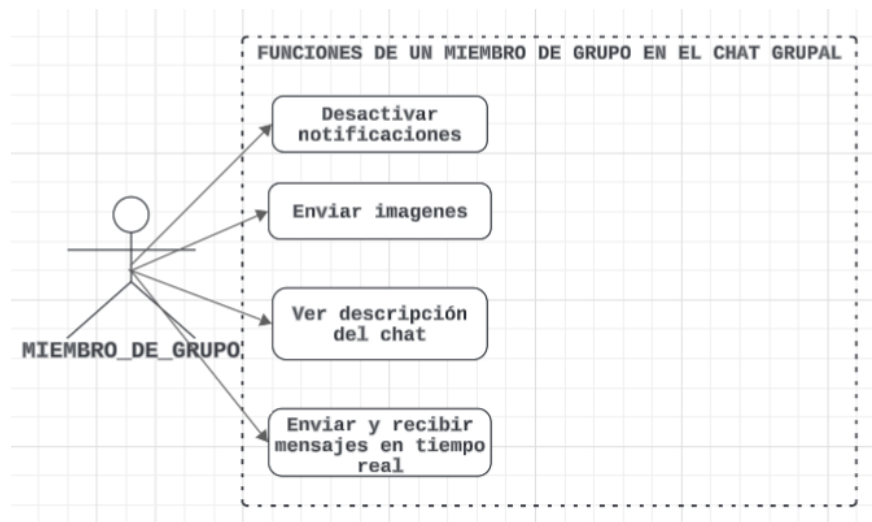 FUNCIONES DE UN MIEMBRO DE GRUPO EN EL CHAT GRUPAL
Desactivar
notificaciones
Enviar imagenes
Ver descripción
del chat
MIEMBRO_DE_GRUPO
Enviar y recibir
mensajes en tiempo
real